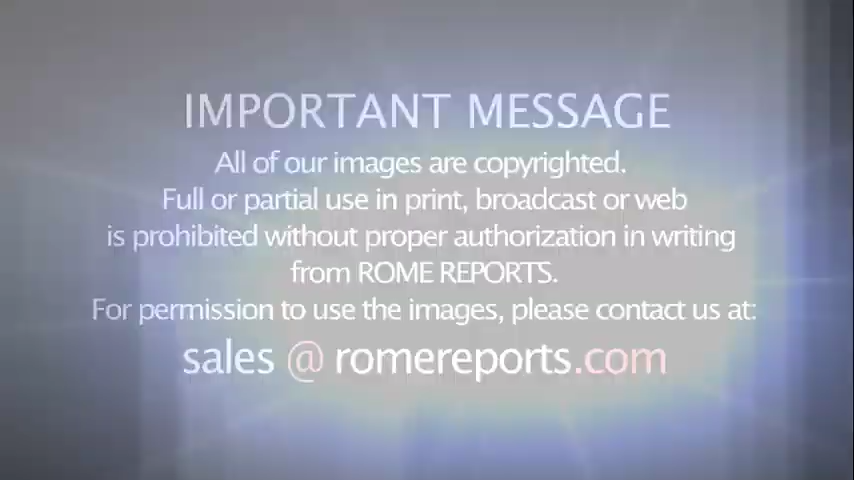 IMPORTANT MESSAGE
All of our images are copyrighted.
Full or partial use in print, broadcast or web
is prohibited without proper authorization in writing
from ROME REPORTS.
For permission to use the images, please contact us at:
sales @ romereports.com